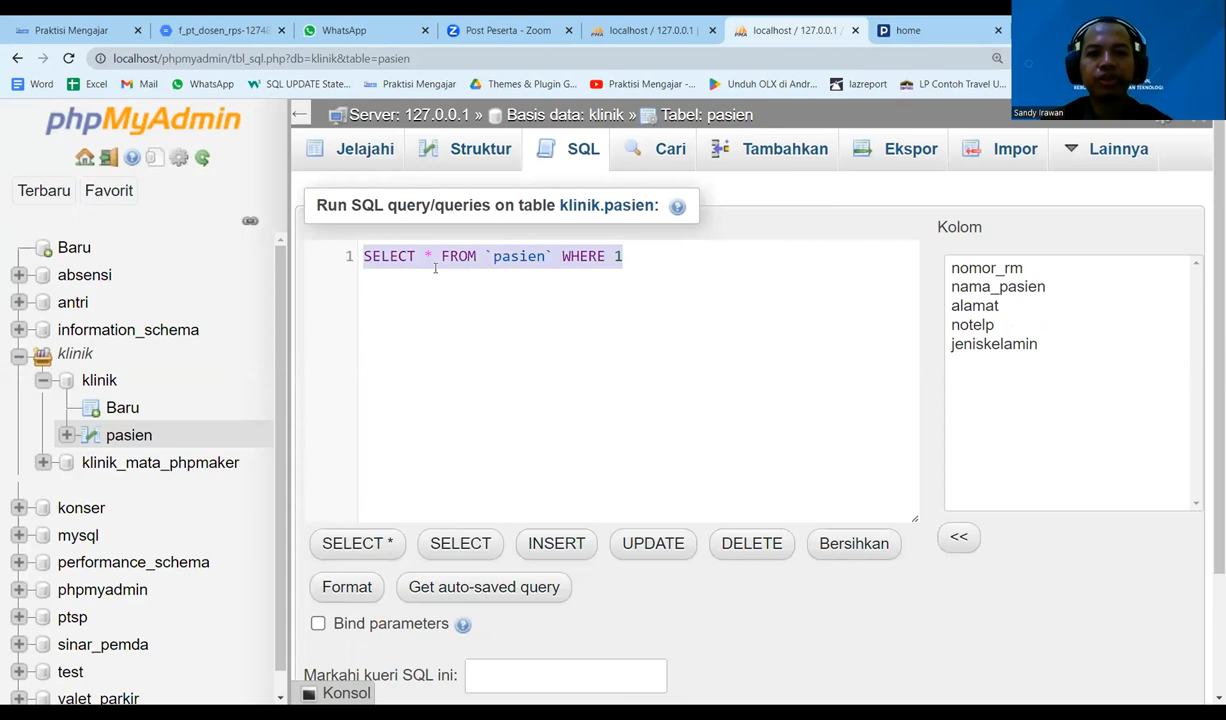 Praktisi Mengajar
f_pt_dosen_rps-12748
WhatsApp
Post Peserta - Zoom
localhost / 127.0.0.1 |
localhost / 127.0.0.1 |
home
localhost/phpmyadmin/tbl_sql.php?db=klinik&table=pasien
Word
Excel
Mail
WhatsApp
SQL UPDATE State...
Praktisi Mengajar
Themes & Plugin G...
Praktisi Mengajar -...
Unduh OLX di Andr...
lazreport
LP Contoh Travel U...
Sandy Irawan
phpMyAdmin
Terbaru
Favorit
Baru
absensi
antri
information_schema
klinik
klinik
Baru
pasien
klinik_mata_phpmaker
konser
mysql
performance_schema
phpmyadmin
ptsp
sinar_pemda
test
valet_parkir
Server: 127.0.0.1 » Basis data: klinik » Tabel: pasien
Jelajahi
Struktur
SQL
Cari
Tambahkan
Ekspor
Impor
Lainnya
Run SQL query/queries on table klinik.pasien:
1 SELECT * FROM `pasien` WHERE 1
Kolom
nomor_rm
nama_pasien
alamat
notelp
jeniskelamin
<<
SELECT *
SELECT
INSERT
UPDATE
DELETE
Bersihkan
Format
Get auto-saved query
Bind parameters
Markahi kueri SQL ini:
Konsol